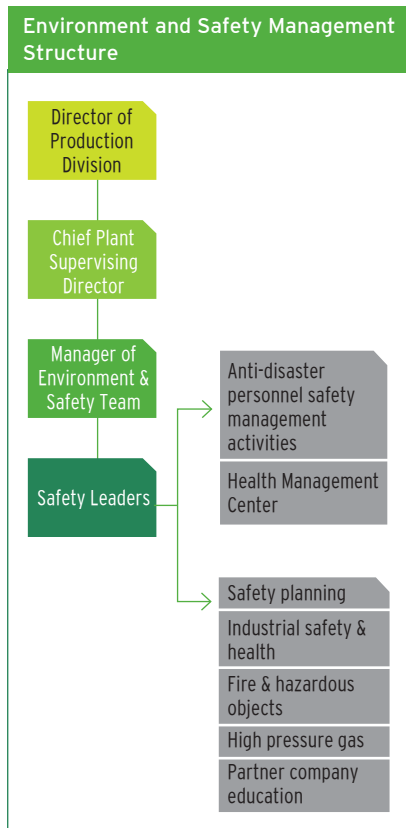 Environment and Safety Management
Structure
Director of
Production
Division
Chief Plant
Supervising
Director
Manager of
Environment &
Safety Team
Safety Leaders
Anti-disaster
personnel safety
management
activities
Health Management
Center
Safety planning
Industrial safety &
health
Fire & hazardous
objects
High pressure gas
Partner company
education